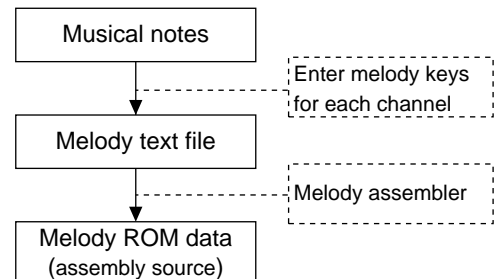 Musical notes
Enter melody keys
for each channel
Melody text file
Melody assembler
Melody ROM data
(assembly source)